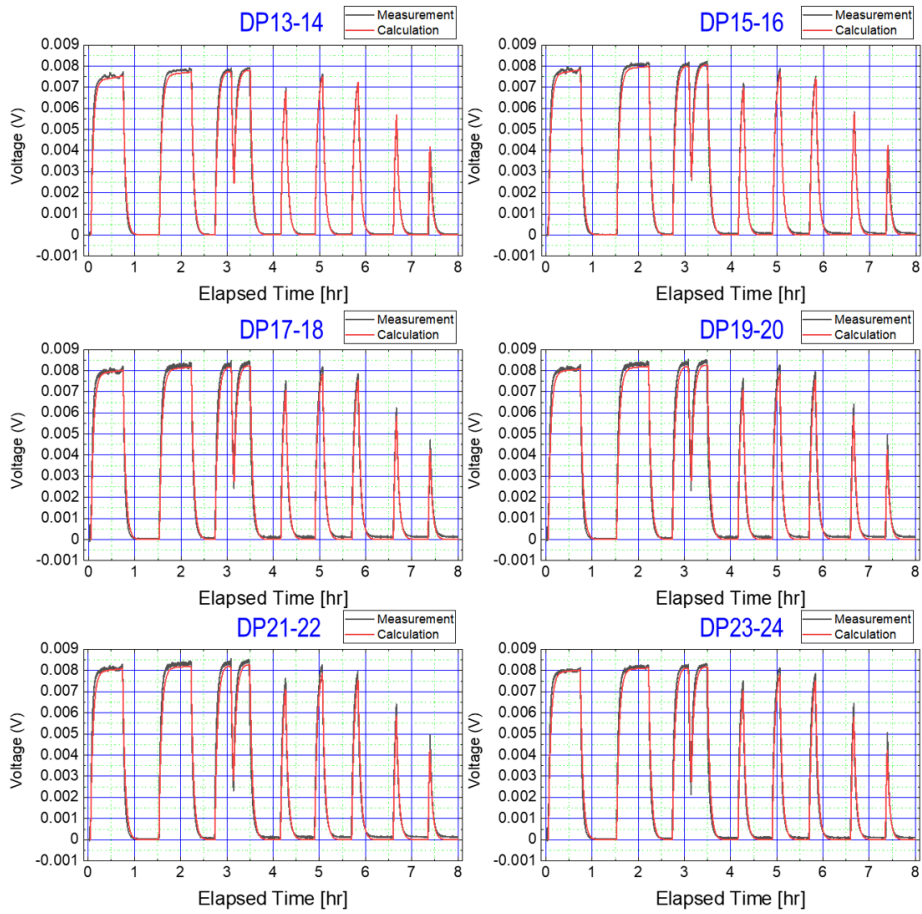 DP13-14
Measurement
Calculation
Voltage (V)
0.009
0.008
0.007
0.006
0.005
0.004
0.003
0.002
0.001
0
-0.001
0 1 2 3 4 5 6 7 8
Elapsed Time [hr]
DP15-16
Measurement
Calculation
Voltage (V)
0.009
0.008
0.007
0.006
0.005
0.004
0.003
0.002
0.001
0
-0.001
0 1 2 3 4 5 6 7 8
Elapsed Time [hr]
DP17-18
Measurement
Calculation
Voltage (V)
0.009
0.008
0.007
0.006
0.005
0.004
0.003
0.002
0.001
0
-0.001
0 1 2 3 4 5 6 7 8
Elapsed Time [hr]
DP19-20
Measurement
Calculation
Voltage (V)
0.009
0.008
0.007
0.006
0.005
0.004
0.003
0.002
0.001
0
-0.001
0 1 2 3 4 5 6 7 8
Elapsed Time [hr]
DP21-22
Measurement
Calculation
Voltage (V)
0.009
0.008
0.007
0.006
0.005
0.004
0.003
0.002
0.001
0
-0.001
0 1 2 3 4 5 6 7 8
Elapsed Time [hr]
DP23-24
Measurement
Calculation
Voltage (V)
0.009
0.008
0.007
0.006
0.005
0.004
0.003
0.002
0.001
0
-0.001
0 1 2 3 4 5 6 7 8
Elapsed Time [hr]